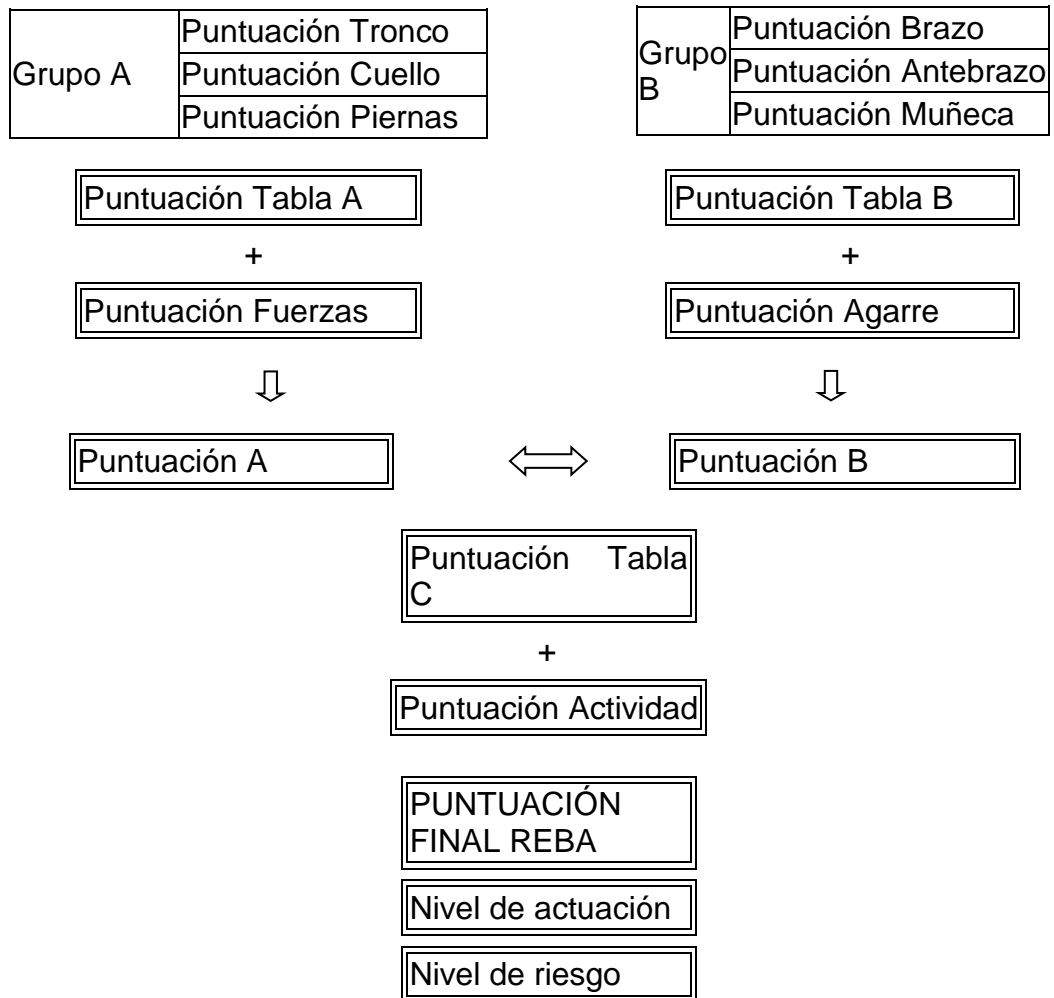 Grupo A
Puntuación Tronco
Puntuación Cuello
Puntuación Piernas
Grupo
B
Puntuación Brazo
Puntuación Antebrazo
Puntuación Muñeca
Puntuación Tabla A
Puntuación Tabla B
+
+
Puntuación Fuerzas
Puntuación Agarre
Puntuación A
Puntuación B
Puntuación Tabla
C
+
Puntuación Actividad
PUNTUACIÓN
FINAL REBA
Nivel de actuación
Nivel de riesgo